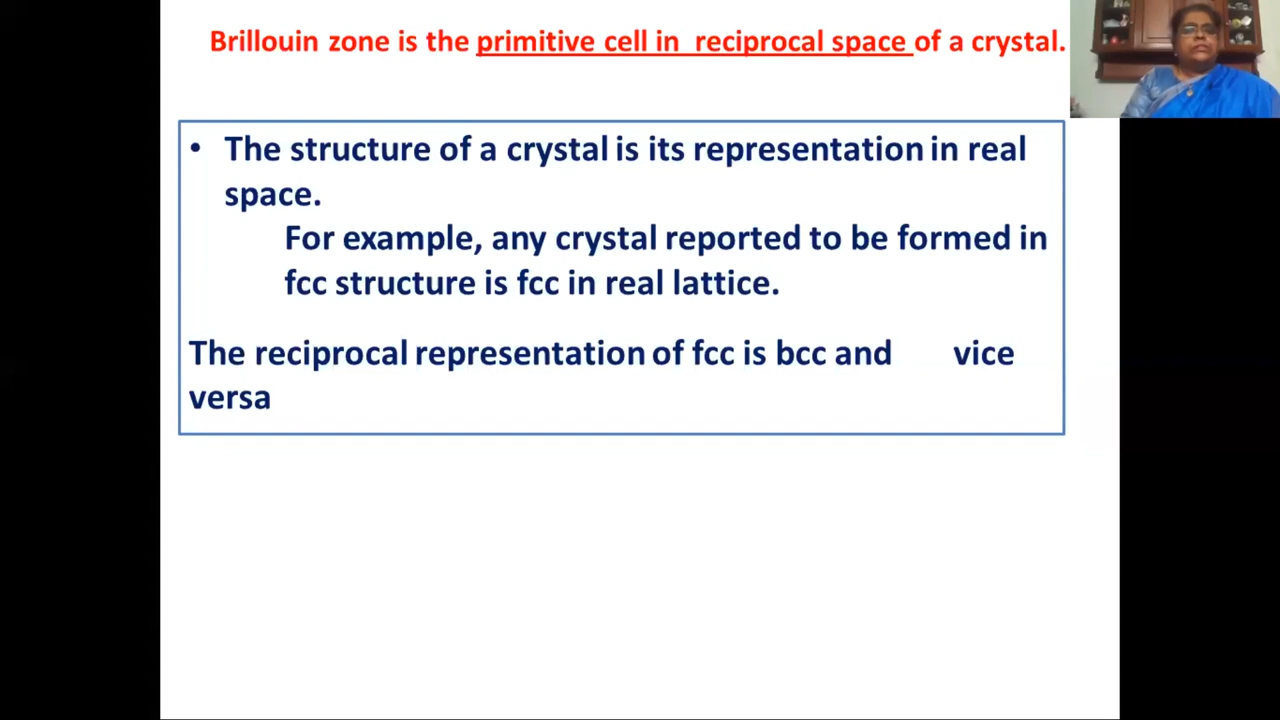 Brillouin zone is the primitive cell in reciprocal space of a crystal.
• The structure of a crystal is its representation in real
space.
For example, any crystal reported to be formed in
fcc structure is fcc in real lattice.
The reciprocal representation of fcc is bcc and vice
versa